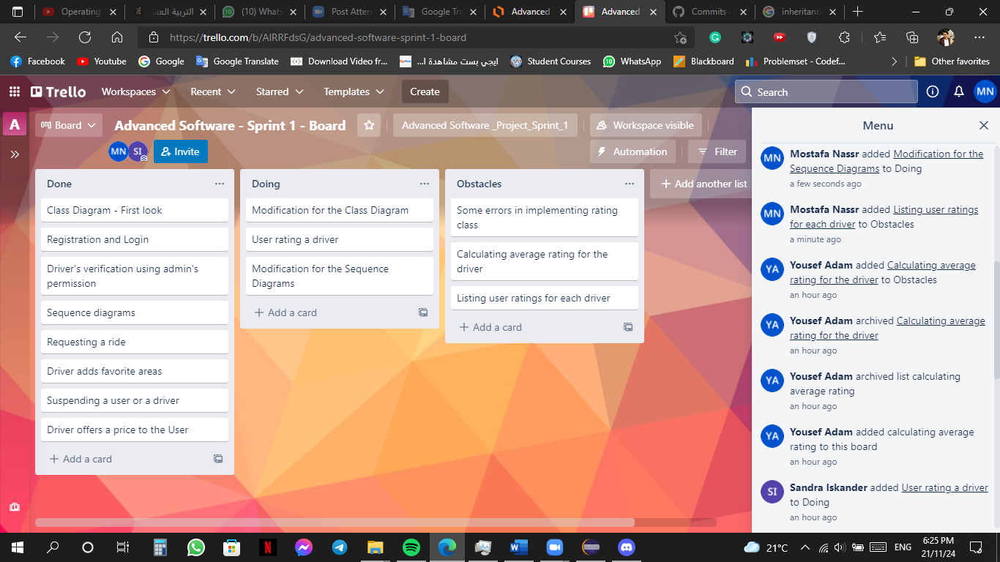 Operating
التربية العس
(10) Whats
Post Atten
Google Tra
Advanced
Advanced
Commits
inheritanc
https://trello.com/b/AIRRFdsG/advanced-software-sprint-1-board
Facebook
Youtube
Google
Google Translate
Download Video fr...
ايجي بست مشاهدة ا...
Student Courses
10
WhatsApp
Blackboard
Problemset - Codef...
Other favorites
Trello
Workspaces
Recent
Starred
Templates
Create
Search
MN
A
Board
Advanced Software - Sprint 1 - Board
Advanced Software _Project_Sprint_1
Workspace visible
MN
SI
Invite
Automation
Filter
Done
Class Diagram - First look
Registration and Login
Driver's verification using admin's
permission
Sequence diagrams
Requesting a ride
Driver adds favorite areas
Suspending a user or a driver
Driver offers a price to the User
Add a card
Doing
Modification for the Class Diagram
User rating a driver
Modification for the Sequence
Diagrams
Add a card
Obstacles
Some errors in implementing rating
class
Calculating average rating for the
driver
Listing user ratings for each driver
Add a card
Add another list
Menu
MN
Mostafa Nassr added Modification for the
Sequence Diagrams to Doing
a few seconds ago
MN
Mostafa Nassr added Listing user ratings
for each driver to Obstacles
a minute ago
YA
Yousef Adam added Calculating average
rating for the driver to Obstacles
an hour ago
YA
Yousef Adam archived Calculating average
rating for the driver
an hour ago
YA
Yousef Adam archived list calculating
average rating
an hour ago
YA
Yousef Adam added calculating average
rating to this board
an hour ago
SI
Sandra Iskander added User rating a driver
to Doing
an hour ago
21°C
ENG
6:25 PM
21/11/24